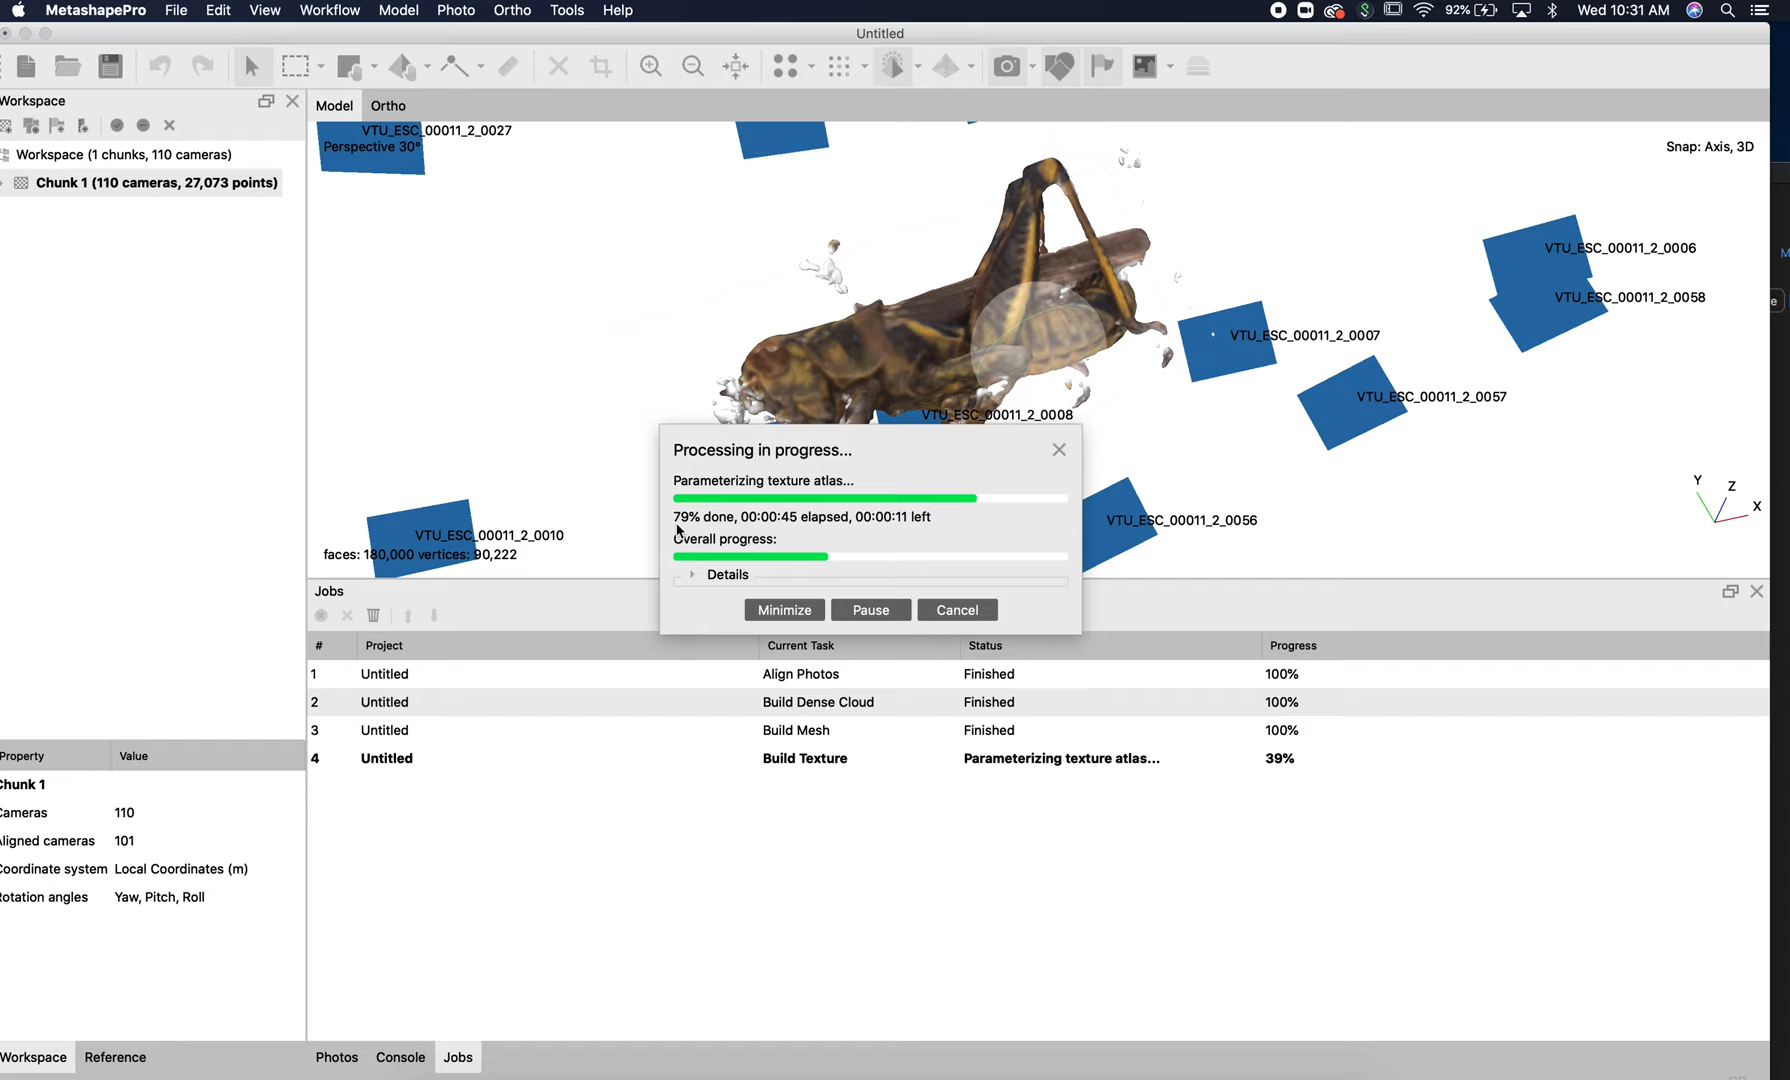 MetashapePro File Edit View Workflow Model Photo Ortho Tools Help 92% Wed 10:31 AM
Untitled
Workspace
Model Ortho
Workspace (1 chunks, 110 cameras)
Chunk 1 (110 cameras, 27,073 points)
VTU_ESC_00011_2_0027
Perspective 30°
Snap: Axis, 3D
VTU_ESC_00011_2_0006
VTU_ESC_00011_2_0058
VTU_ESC_00011_2_0007
VTU_ESC_00011_2_0057
VTU_ESC_00011_2_0008
Processing in progress...
Parameterizing texture atlas...
79% done, 00:00:45 elapsed, 00:00:11 left
Overall progress:
Details
Minimize Pause Cancel
Y Z X
VTU_ESC_00011_2_0056
VTU_ESC_00011_2_0010
faces: 180,000 vertices: 90,222
Jobs
# Project Current Task Status Progress
1 Untitled Align Photos Finished 100%
2 Untitled Build Dense Cloud Finished 100%
3 Untitled Build Mesh Finished 100%
4 Untitled Build Texture Parameterizing texture atlas... 39%
Property Value
Chunk 1
Cameras 110
Aligned cameras 101
Coordinate system Local Coordinates (m)
Rotation angles Yaw, Pitch, Roll
Workspace Reference
Photos Console Jobs